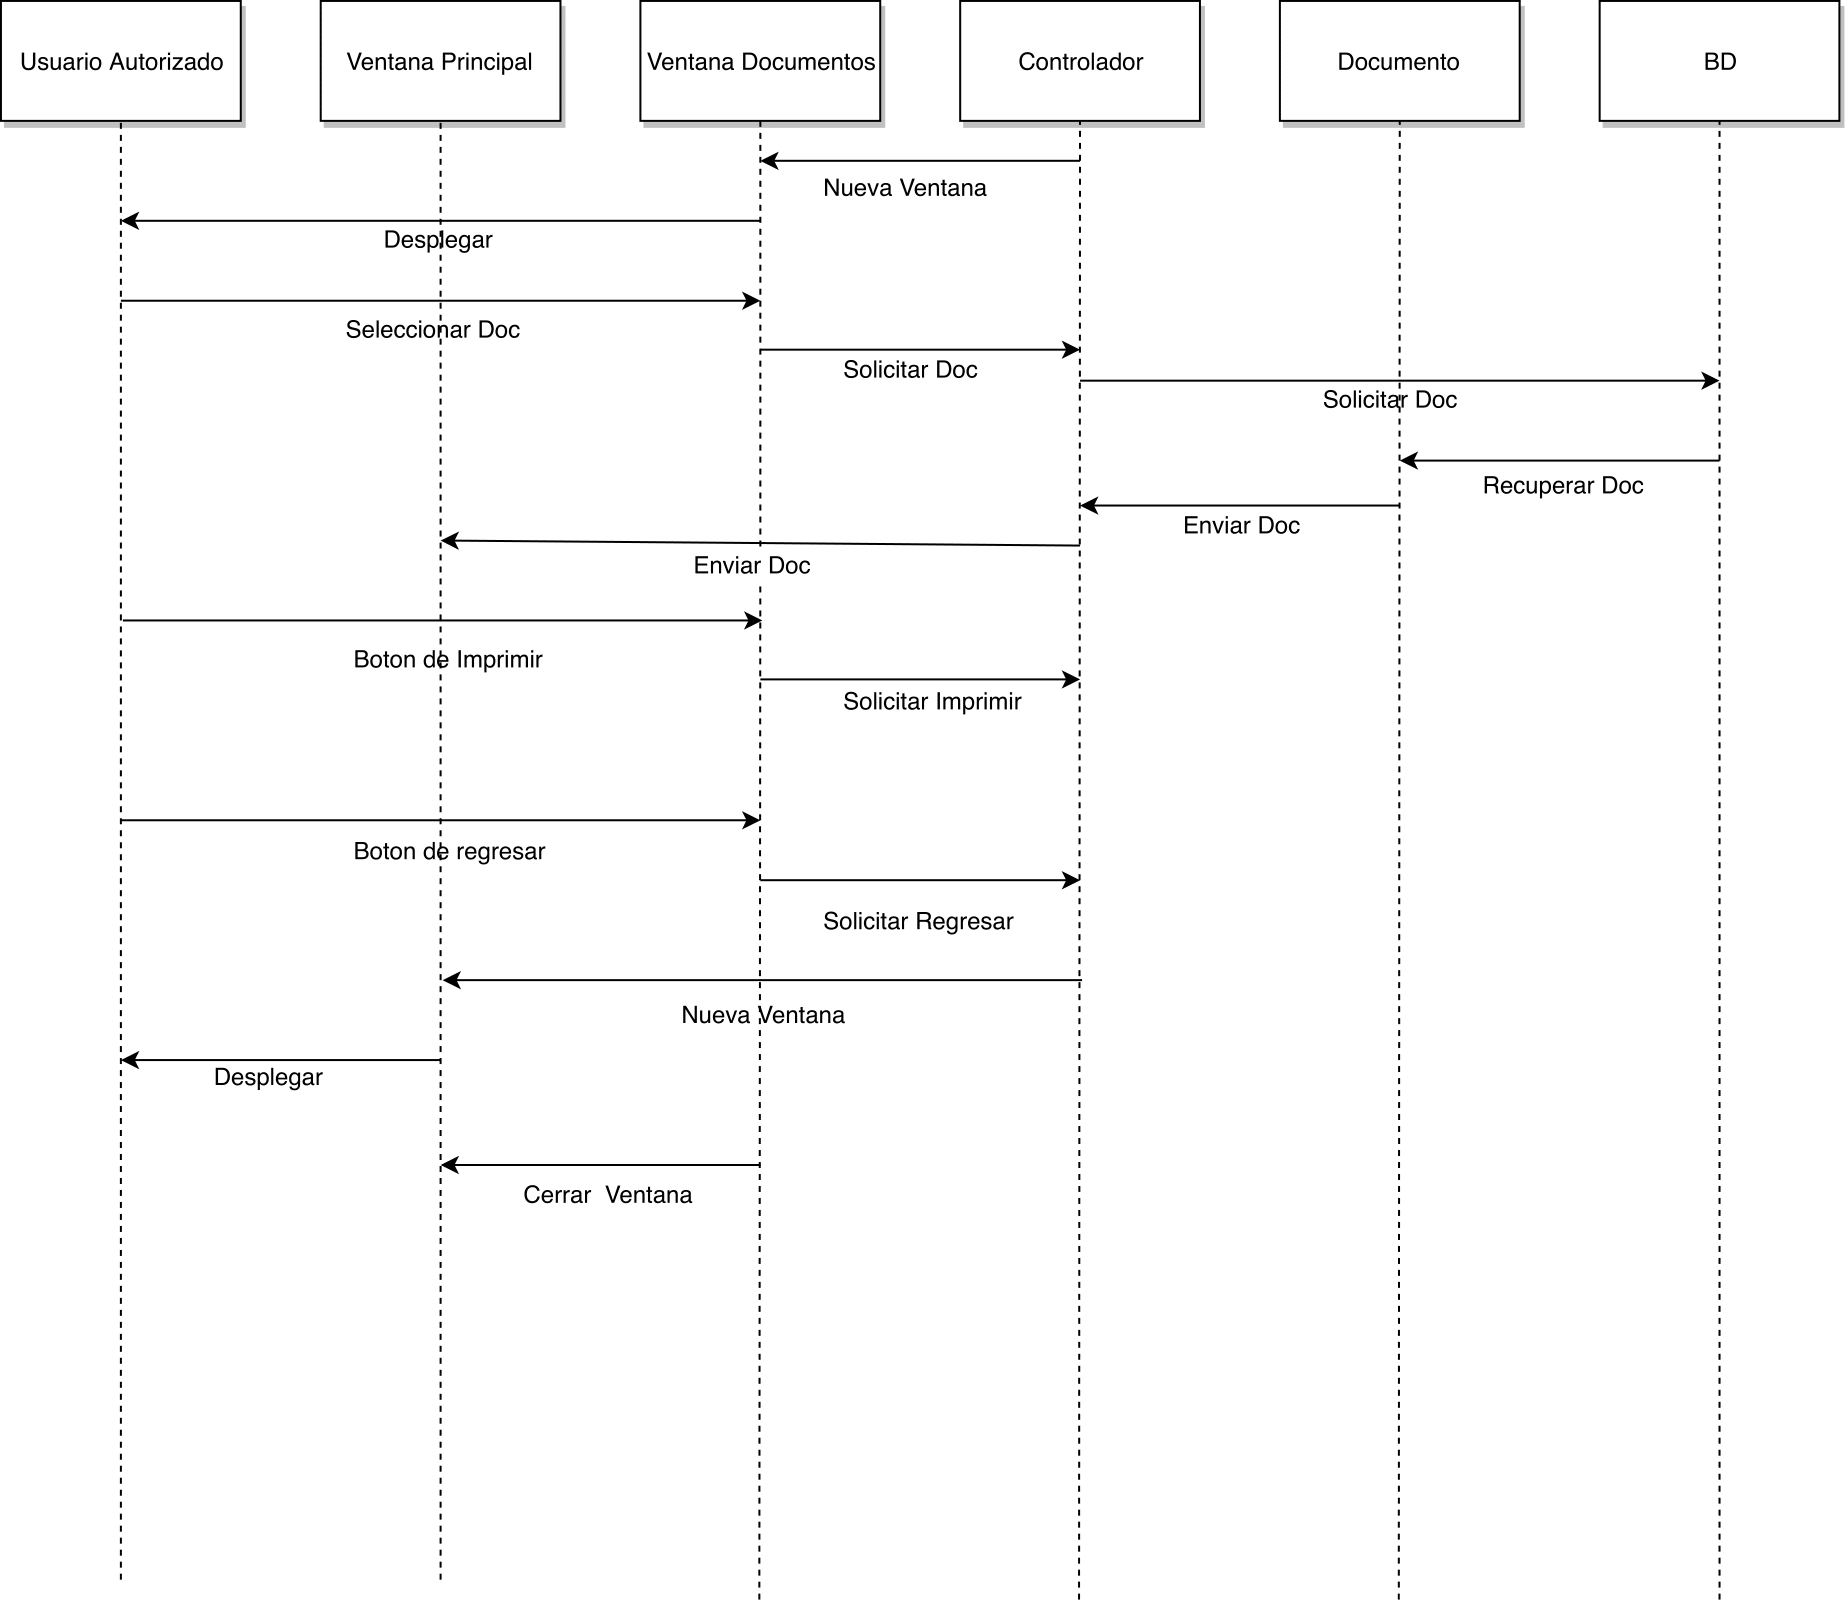 Usuario Autorizado
Ventana Principal
Ventana Documentos
Controlador
Documento
BD
Nueva Ventana
Desplegar
Seleccionar Doc
Solicitar Doc
Solicitar Doc
Recuperar Doc
Enviar Doc
Enviar Doc
Boton de Imprimir
Solicitar Imprimir
Boton de regresar
Solicitar Regresar
Nueva Ventana
Desplegar
Cerrar  Ventana